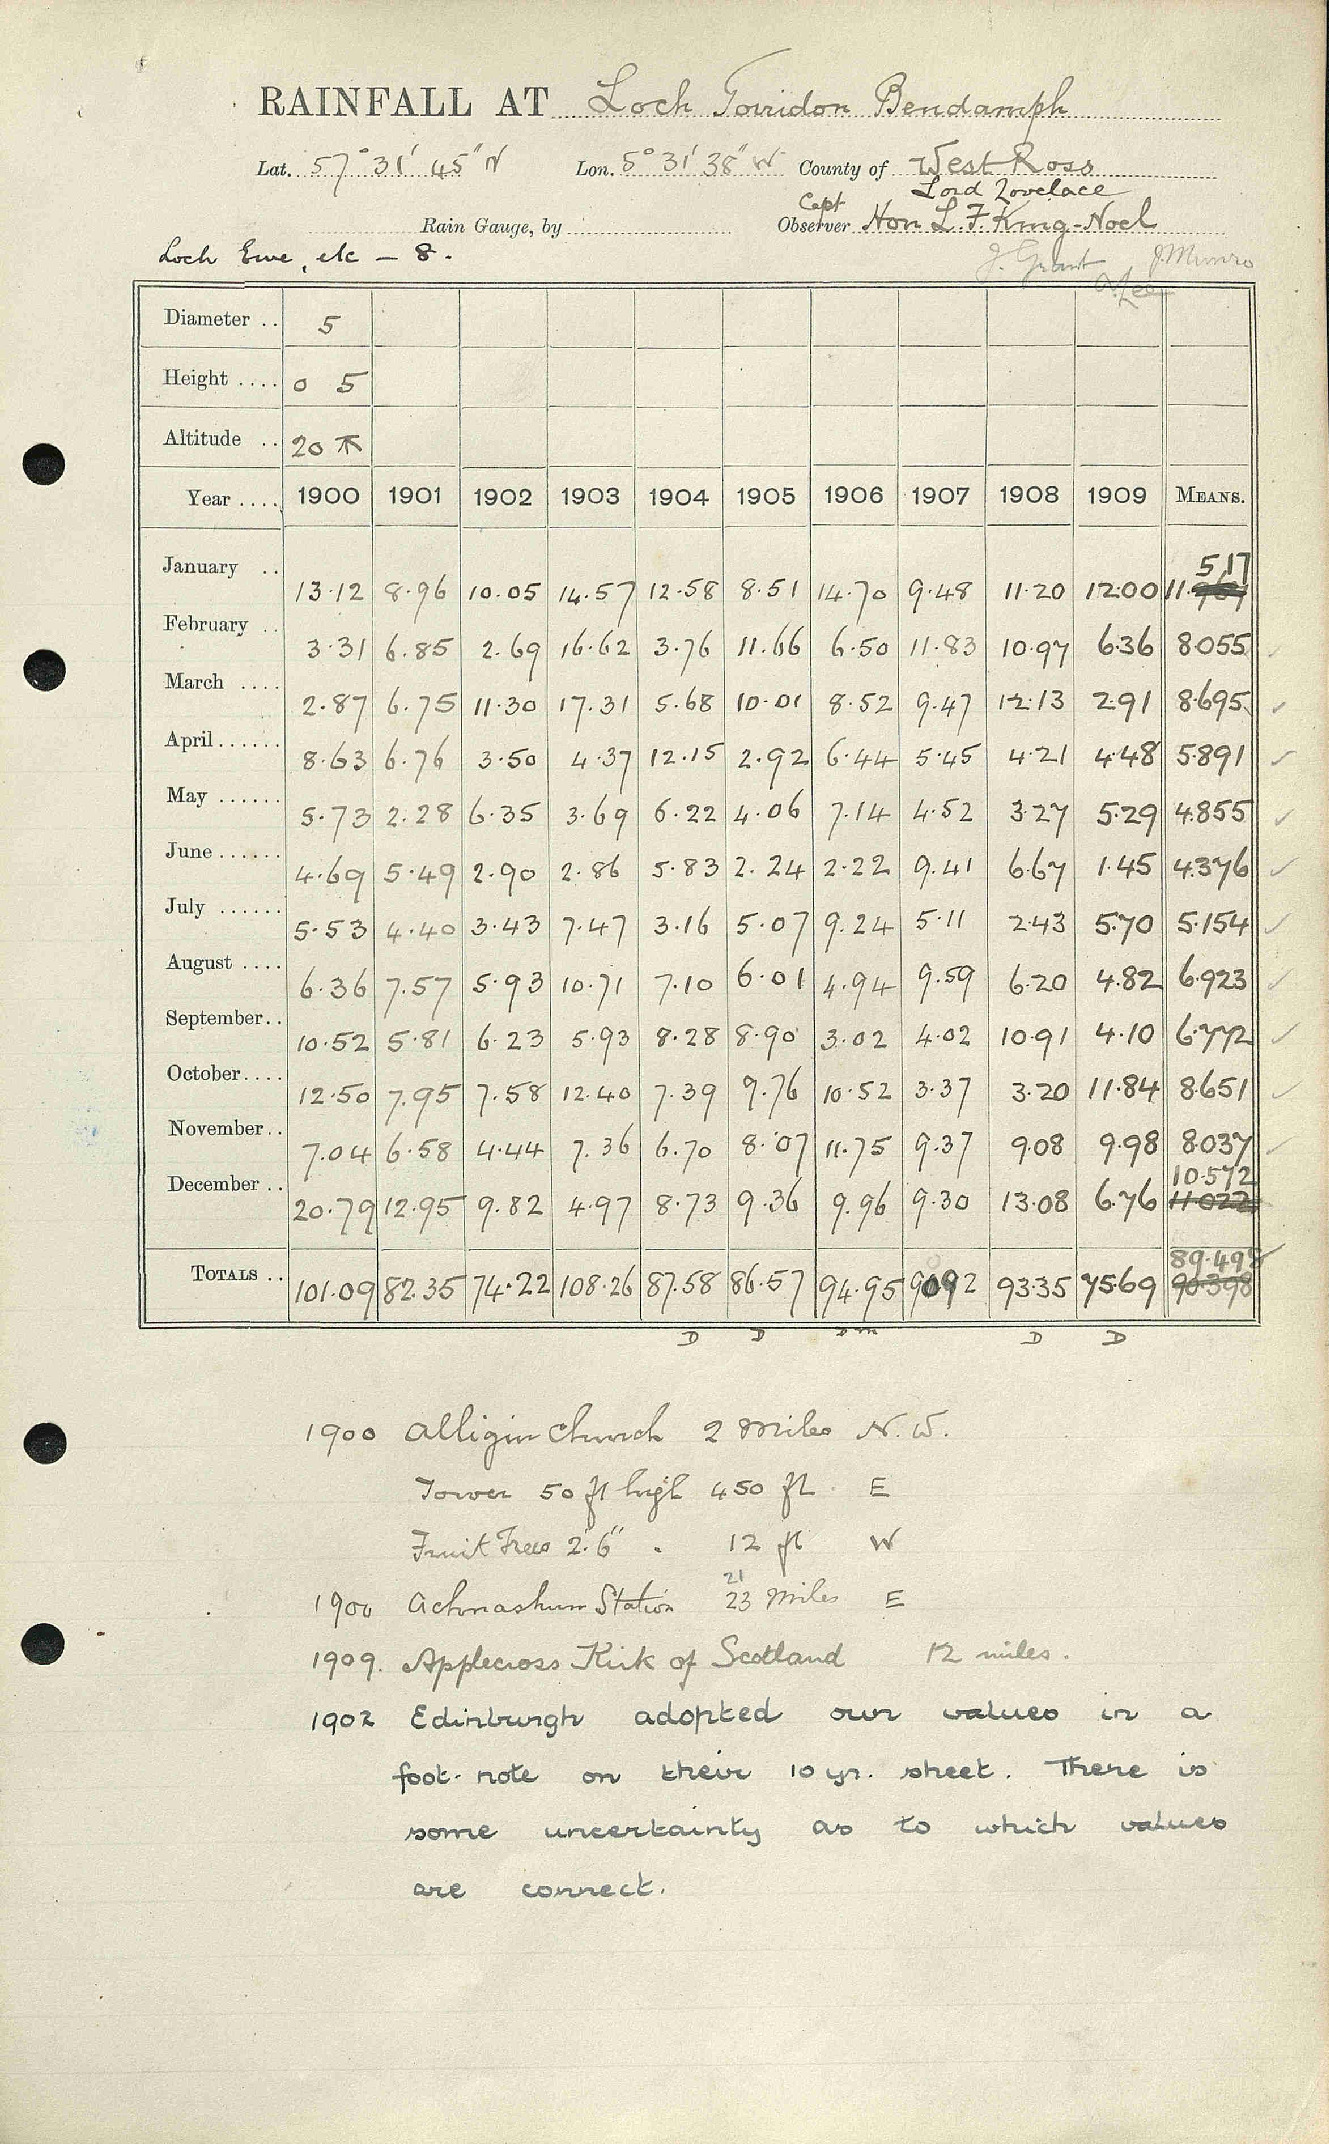 RAINFALL AT Loch Torridon Bendamph
Lat. 57° 31' 45" N Lon. 5° 31' 38" W County of West Ross
Lord Lovelace
Rain Gauge, by Capt Observer Hon L. F. King-Noel
Loch Ewe, etc - 8.
J. Grant J. Munro
Diameter .. 5
Height .... 0 5
Altitude .. 20
Year .... 1900 1901 1902 1903 1904 1905 1906 1907 1908 1909 MEANS.
517
January .. 13.12 8.96 10.05 14.57 12.58 8.51 14.70 9.48 11.20 12.00 11.
February .. 3.31 6.85 2.69 16.62 3.76 11.66 6.50 11.83 10.97 6.36 8.055
March .... 2.87 6.75 11.30 17.31 5.68 10.01 8.52 9.47 12.13 2.91 8.695
April ...... 8.63 6.76 3.50 4.37 12.15 2.92 6.44 5.45 4.21 4.48 5.891
May ...... 5.73 2.28 6.35 3.69 6.22 4.06 7.14 4.52 3.27 5.29 4.855
June ...... 4.69 5.49 2.90 2.86 5.83 2.24 2.22 9.41 6.67 1.45 4.376
July ...... 5.53 4.40 3.43 7.47 3.16 5.07 9.24 5.11 2.43 5.70 5.154
August .... 6.36 7.57 5.93 10.71 7.10 6.01 4.94 9.59 6.20 4.82 6.923
September .. 10.52 5.81 6.23 5.93 8.28 8.90 3.02 4.02 10.91 4.10 6.772
October .... 12.50 7.95 7.58 12.40 7.39 9.76 10.52 3.37 3.20 11.84 8.651
November .. 7.04 6.58 4.44 7.36 6.70 8.07 11.75 9.37 9.08 9.98 8.037
10.572
December .. 20.79 12.95 9.82 4.97 8.73 9.36 9.96 9.30 13.08 6.76 11.022
89.498
TOTALS .. 101.09 82.35 74.22 108.26 87.58 86.57 94.95 90.92 93.35 75.69 90.398
D D D m D D
1900 Alligin Church 2 Miles N.W.
Tower 50 ft high 450 ft E
Fruit Trees 2' 6" . 12 ft W
21
1900 Achnashun Station 23 Miles E
1909. Applecross Kirk of Scotland 12 miles.
1902 Edinburgh adopted our values in a
foot-note on their 10 yr. sheet. There is
some uncertainty as to which values
are correct.